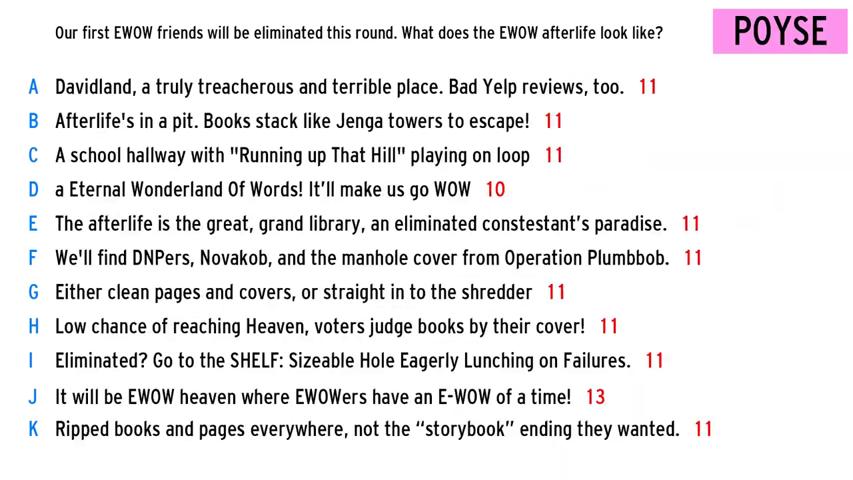 Our first EWOW friends will be eliminated this round. What does the EWOW afterlife look like?
POYSE
A Davidland, a truly treacherous and terrible place. Bad Yelp reviews, too. 11
B Afterlife's in a pit. Books stack like Jenga towers to escape! 11
C A school hallway with "Running up That Hill" playing on loop 11
D a Eternal Wonderland Of Words! It’ll make us go WOW 10
E The afterlife is the great, grand library, an eliminated constestant’s paradise. 11
F We'll find DNPers, Novakob, and the manhole cover from Operation Plumbbob. 11
G Either clean pages and covers, or straight in to the shredder 11
H Low chance of reaching Heaven, voters judge books by their cover! 11
I Eliminated? Go to the SHELF: Sizeable Hole Eagerly Lunching on Failures. 11
J It will be EWOW heaven where EWOWers have an E-WOW of a time! 13
K Ripped books and pages everywhere, not the “storybook” ending they wanted. 11